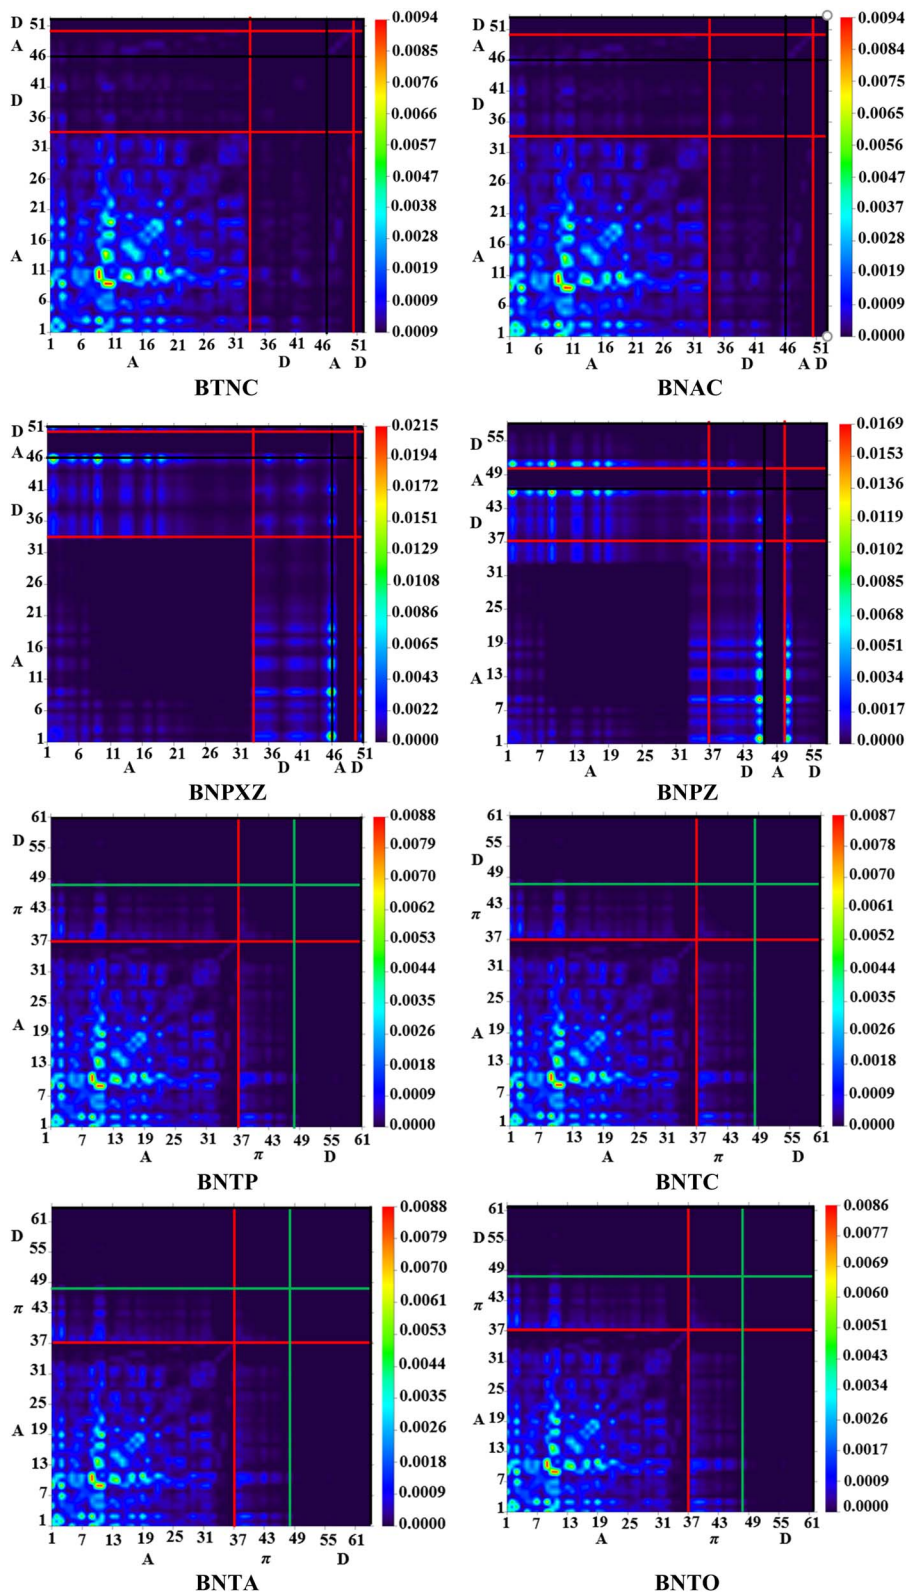 D 51
A 46
41
D 36
31
26
21
16
A 11
6
1
1 6 11 16 21 26 31 36 41 46 51
A D A D
0.0094
0.0085
0.0076
0.0066
0.0057
0.0047
0.0038
0.0028
0.0019
0.0009
0.0009
BTNC
D 51
A 46
41
D 36
31
26
21
16
A 11
6
1
1 6 11 16 21 26 31 36 41 46 51
A D A D
0.0094
0.0084
0.0075
0.0066
0.0056
0.0047
0.0038
0.0028
0.0019
0.0009
0.0000
BNAC
D 51
A 46
41
D 36
31
26
21
A 16
11
6
1
1 6 11 16 21 26 31 36 41 46 51
A D A D
0.0215
0.0194
0.0172
0.0151
0.0129
0.0108
0.0086
0.0065
0.0043
0.0022
0.0000
BNPXZ
D 55
A 49
43
D 37
31
25
19
A 13
7
1
1 7 13 19 25 31 37 43 49 55
A D A D
0.0169
0.0152
0.0136
0.0119
0.0102
0.0085
0.0068
0.0051
0.0034
0.0017
0.0000
BNPZ
61
D 55
49
π 43
37
31
25
A 19
13
7
1
1 7 13 19 25 31 37 43 49 55 61
A π D
0.0088
0.0079
0.0070
0.0062
0.0053
0.0044
0.0035
0.0026
0.0018
0.0009
0.0000
BNTP
61
D 55
49
π 43
37
31
25
A 19
13
7
1
1 7 13 19 25 31 37 43 49 55 61
A π D
0.0087
0.0078
0.0070
0.0061
0.0052
0.0044
0.0035
0.0026
0.0017
0.0009
0.0000
BNTC
61
D 55
49
π 43
37
31
25
A 19
13
7
1
1 7 13 19 25 31 37 43 49 55 61
A π D
0.0088
0.0079
0.0070
0.0061
0.0053
0.0044
0.0035
0.0026
0.0018
0.0009
0.0000
BNTA
61
D 55
49
π 43
37
31
25
A 19
13
7
1
1 7 13 19 25 31 37 43 49 55 61
A π D
0.0086
0.0077
0.0069
0.0060
0.0052
0.0043
0.0034
0.0026
0.0017
0.0009
0.0000
BNTO